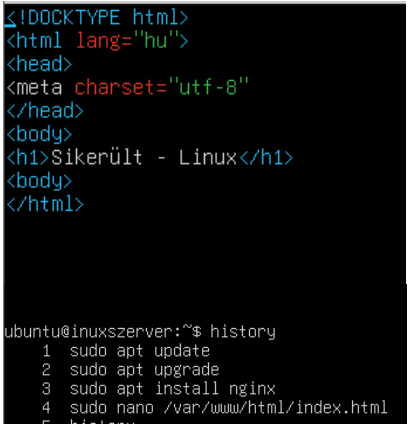 <!DOCKTYPE html>
<html lang="hu">
<head>
<meta charset="utf-8"
</head>
<body>
<h1>Sikerült - Linux</h1>
<body>
</html>
ubuntu@inuxszerver:~$ history
1 sudo apt update
2 sudo apt upgrade
3 sudo apt install nginx
4 sudo nano /var/www/html/index.html
5 history